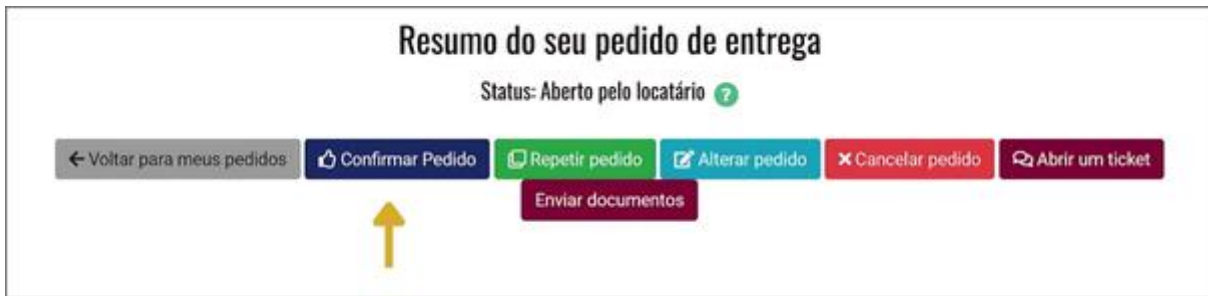 Resumo do seu pedido de entrega
Status: Aberto pelo locatário ?
Voltar para meus pedidos Confirmar Pedido Repetir pedido Alterar pedido Cancelar pedido Abrir um ticket
Enviar documentos